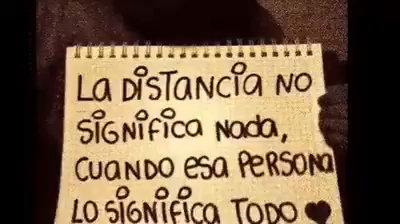 LA DISTANCIA NO
SIGNIFICA NADA,
CUANDO ESA PERSONA
LO SIGNIFICA TODO ♥